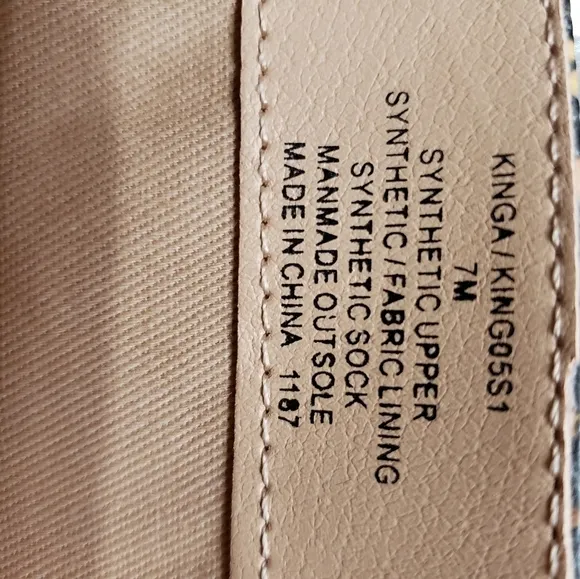 KINGA/KING05S1
7M
SYNTHETIC UPPER
SYNTHETIC/FABRIC LINING
SYNTHETIC SOCK
MANMADE OUTSOLE
MADE IN CHINA 1187